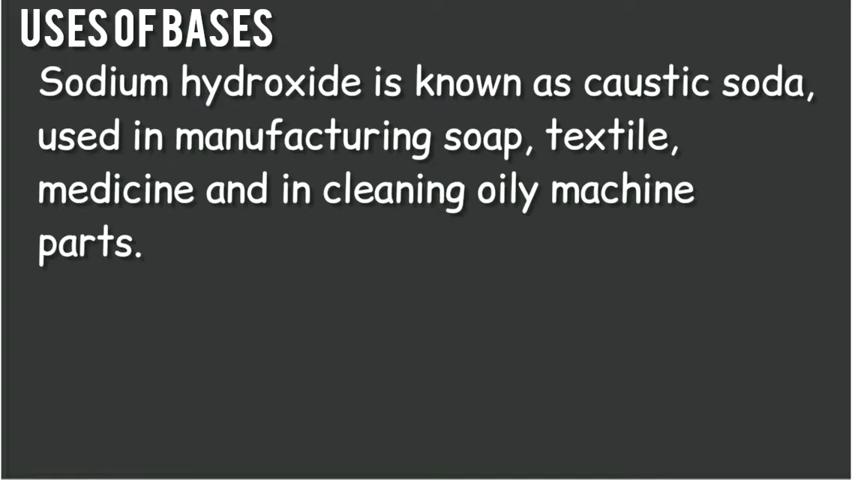 USES OF BASES
Sodium hydroxide is known as caustic soda,
used in manufacturing soap, textile,
medicine and in cleaning oily machine
parts.